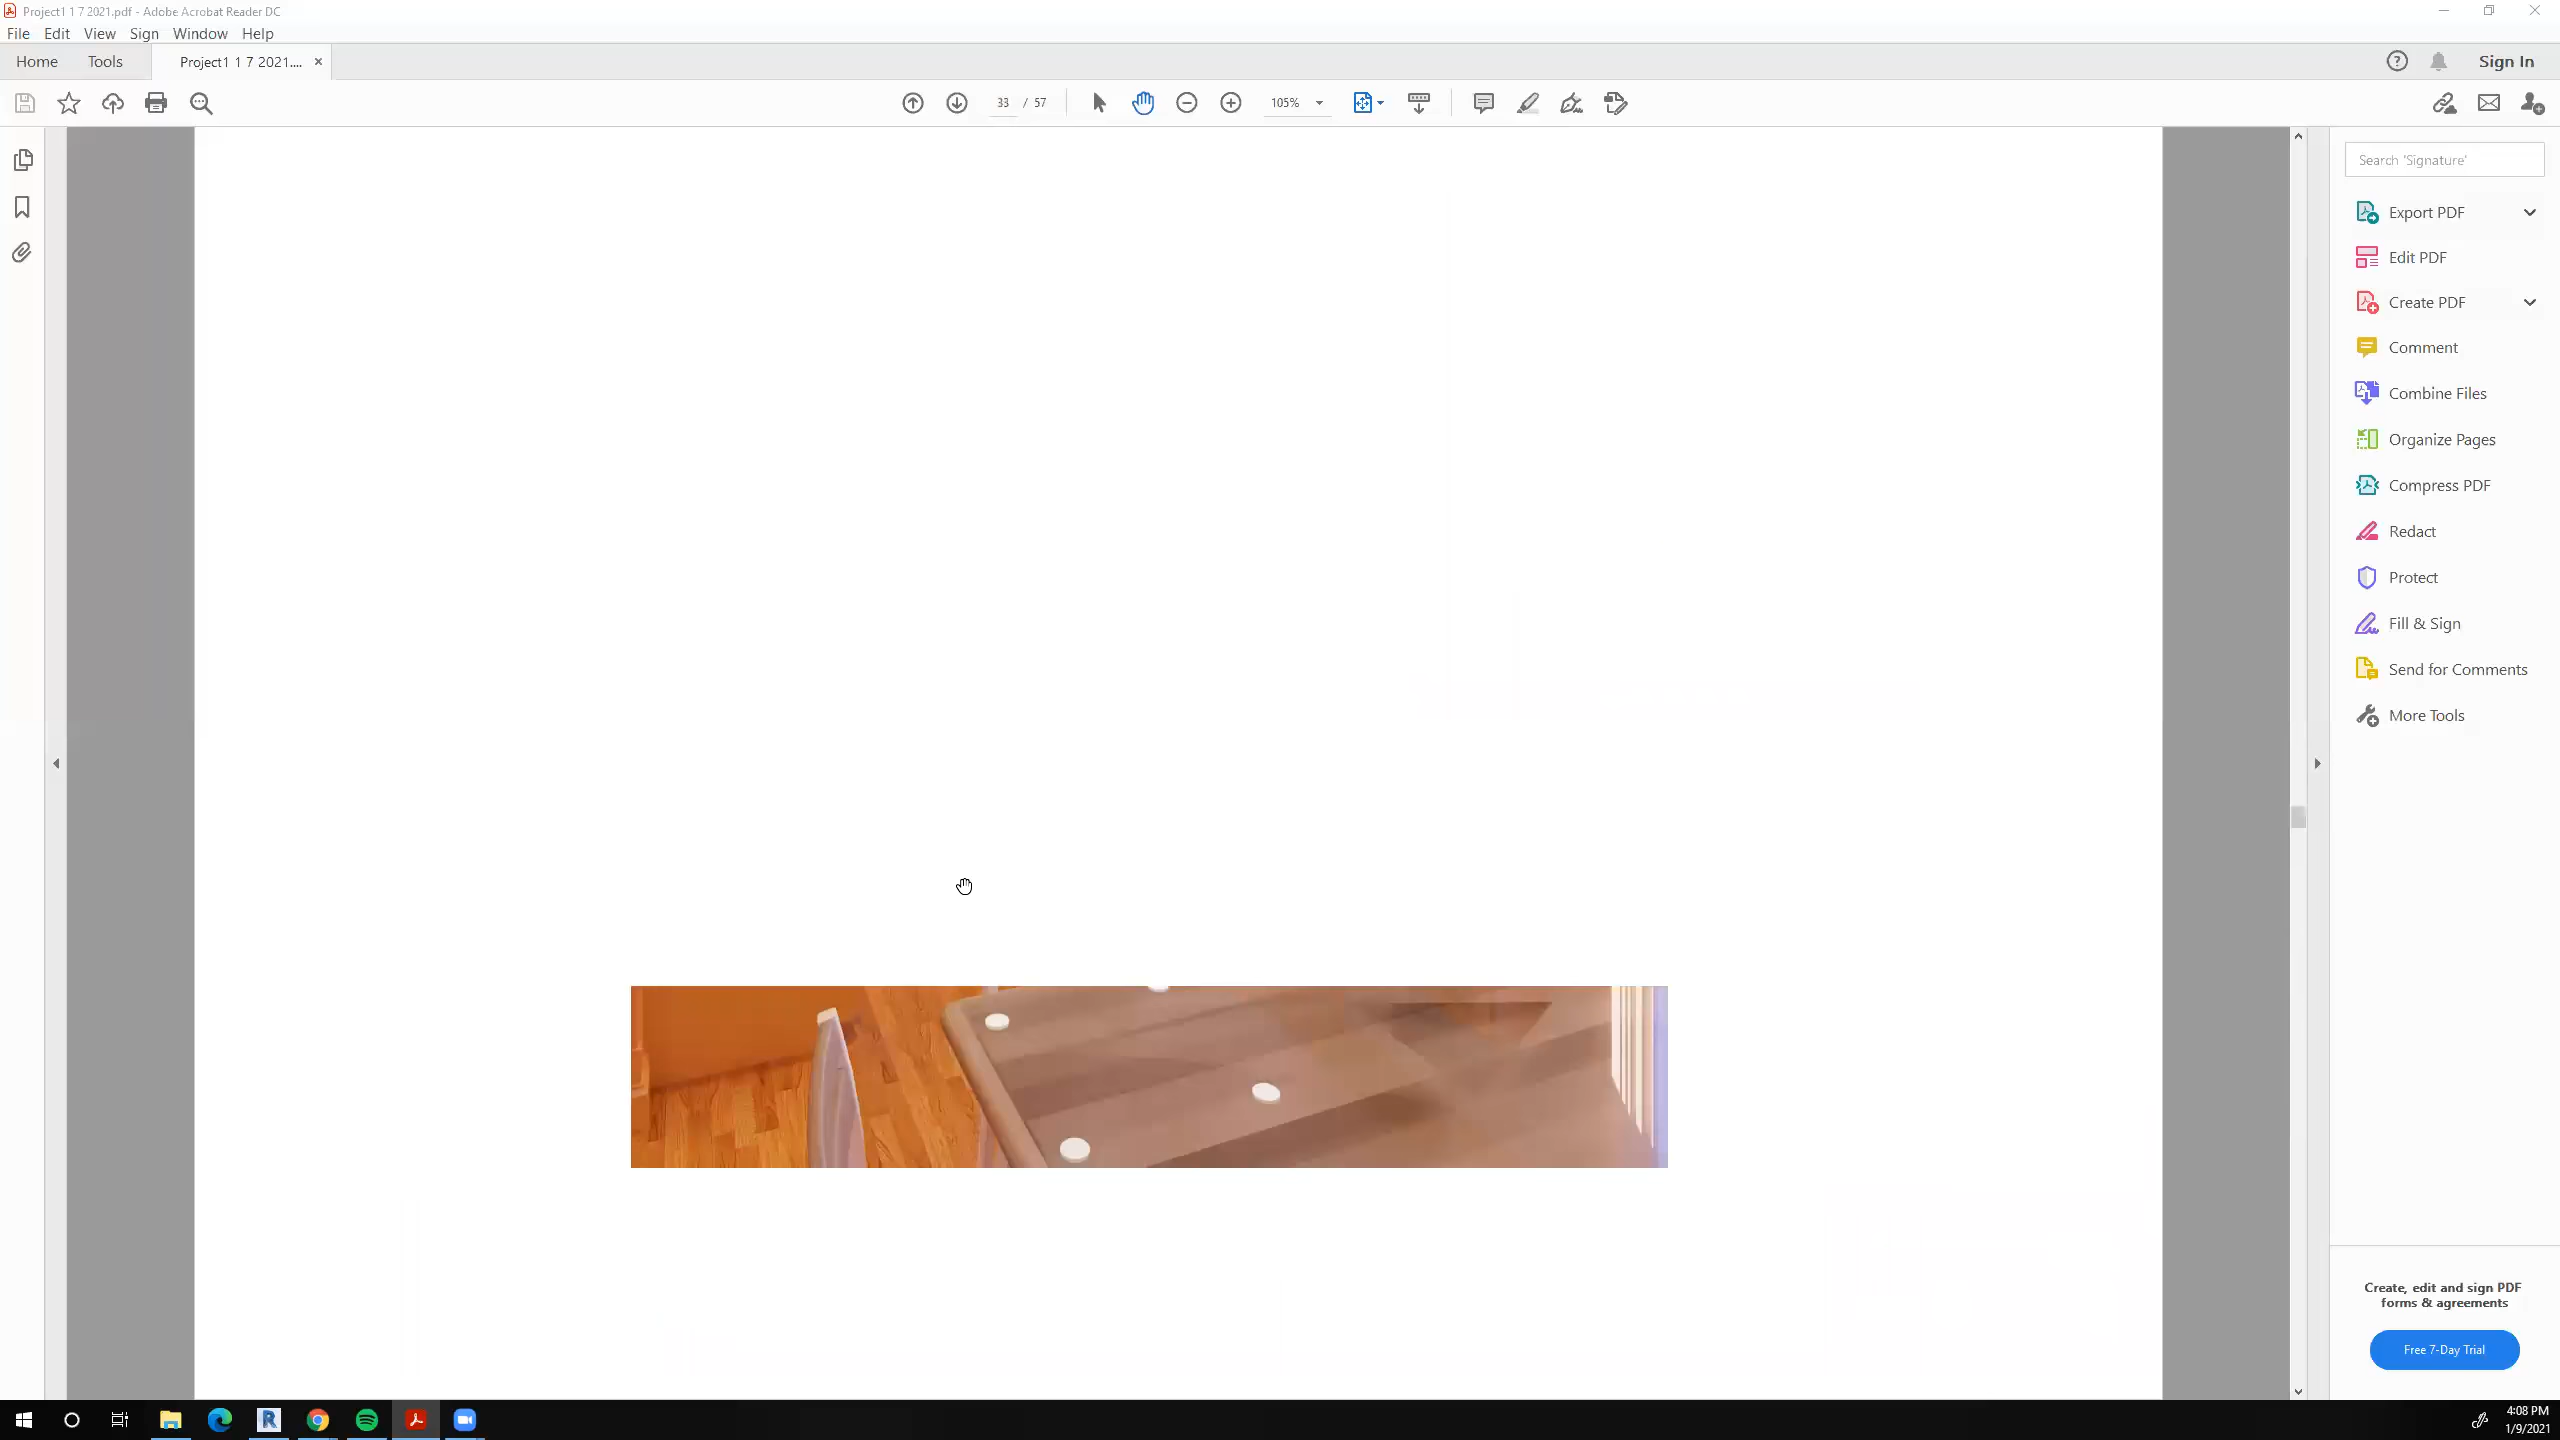 Project1 1 7 2021.pdf - Adobe Acrobat Reader DC
File Edit View Sign Window Help
Home Tools Project1 1 7 2021.... × Sign In
33 / 57 105%
Search 'Signature'
Export PDF
Edit PDF
Create PDF
Comment
Combine Files
Organize Pages
Compress PDF
Redact
Protect
Fill & Sign
Send for Comments
More Tools
Create, edit and sign PDF
forms & agreements
Free 7-Day Trial
4:08 PM
1/9/2021